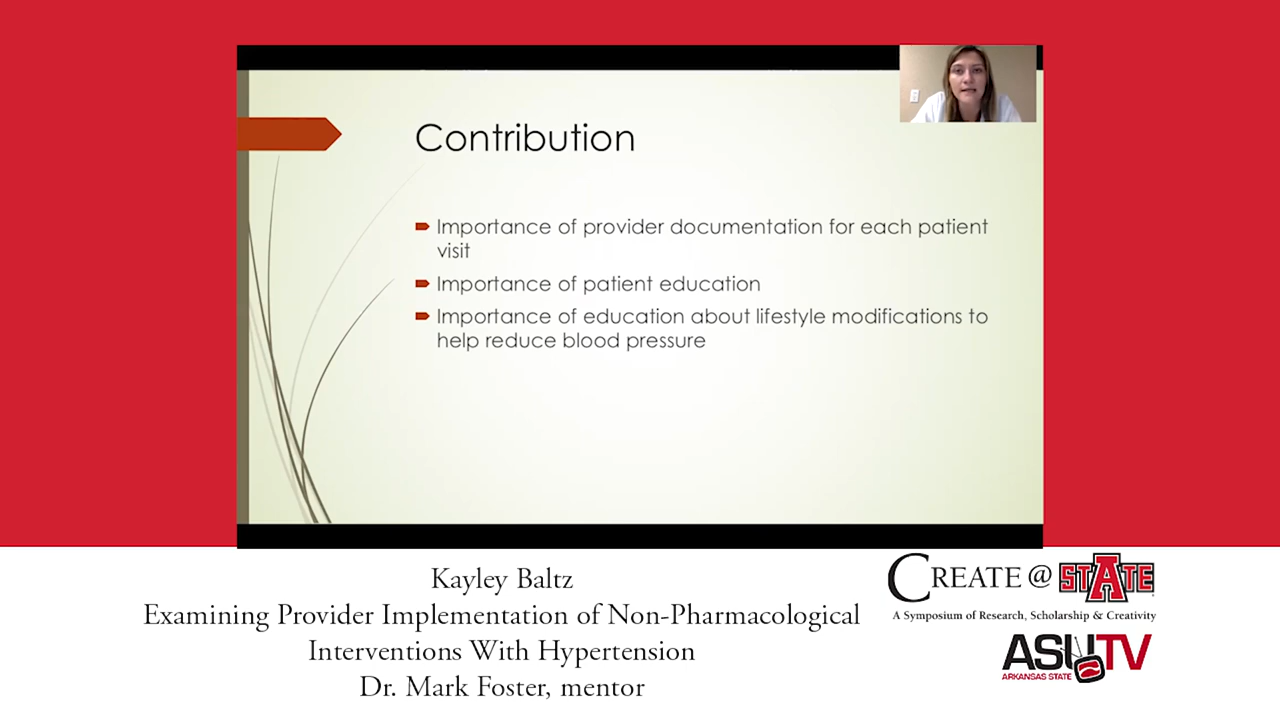 Contribution
Importance of provider documentation for each patient
visit
Importance of patient education
Importance of education about lifestyle modifications to
help reduce blood pressure
Kayley Baltz
Examining Provider Implementation of Non-Pharmacological
Interventions With Hypertension
Dr. Mark Foster, mentor
CREATE @ STATE
A Symposium of Research, Scholarship & Creativity
ASU TV
ARKANSAS STATE